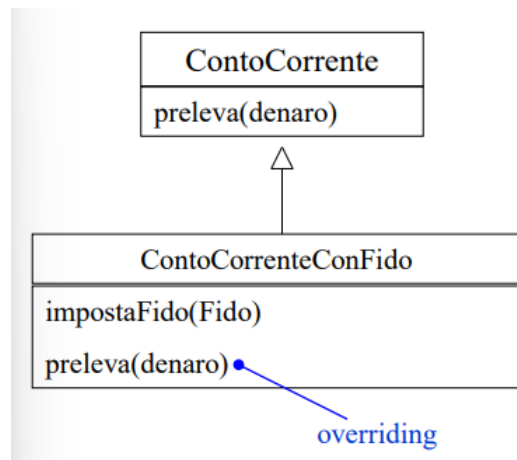 ContoCorrente
preleva(denaro)
ContoCorrenteConFido
impostaFido(Fido)
preleva(denaro)
overriding